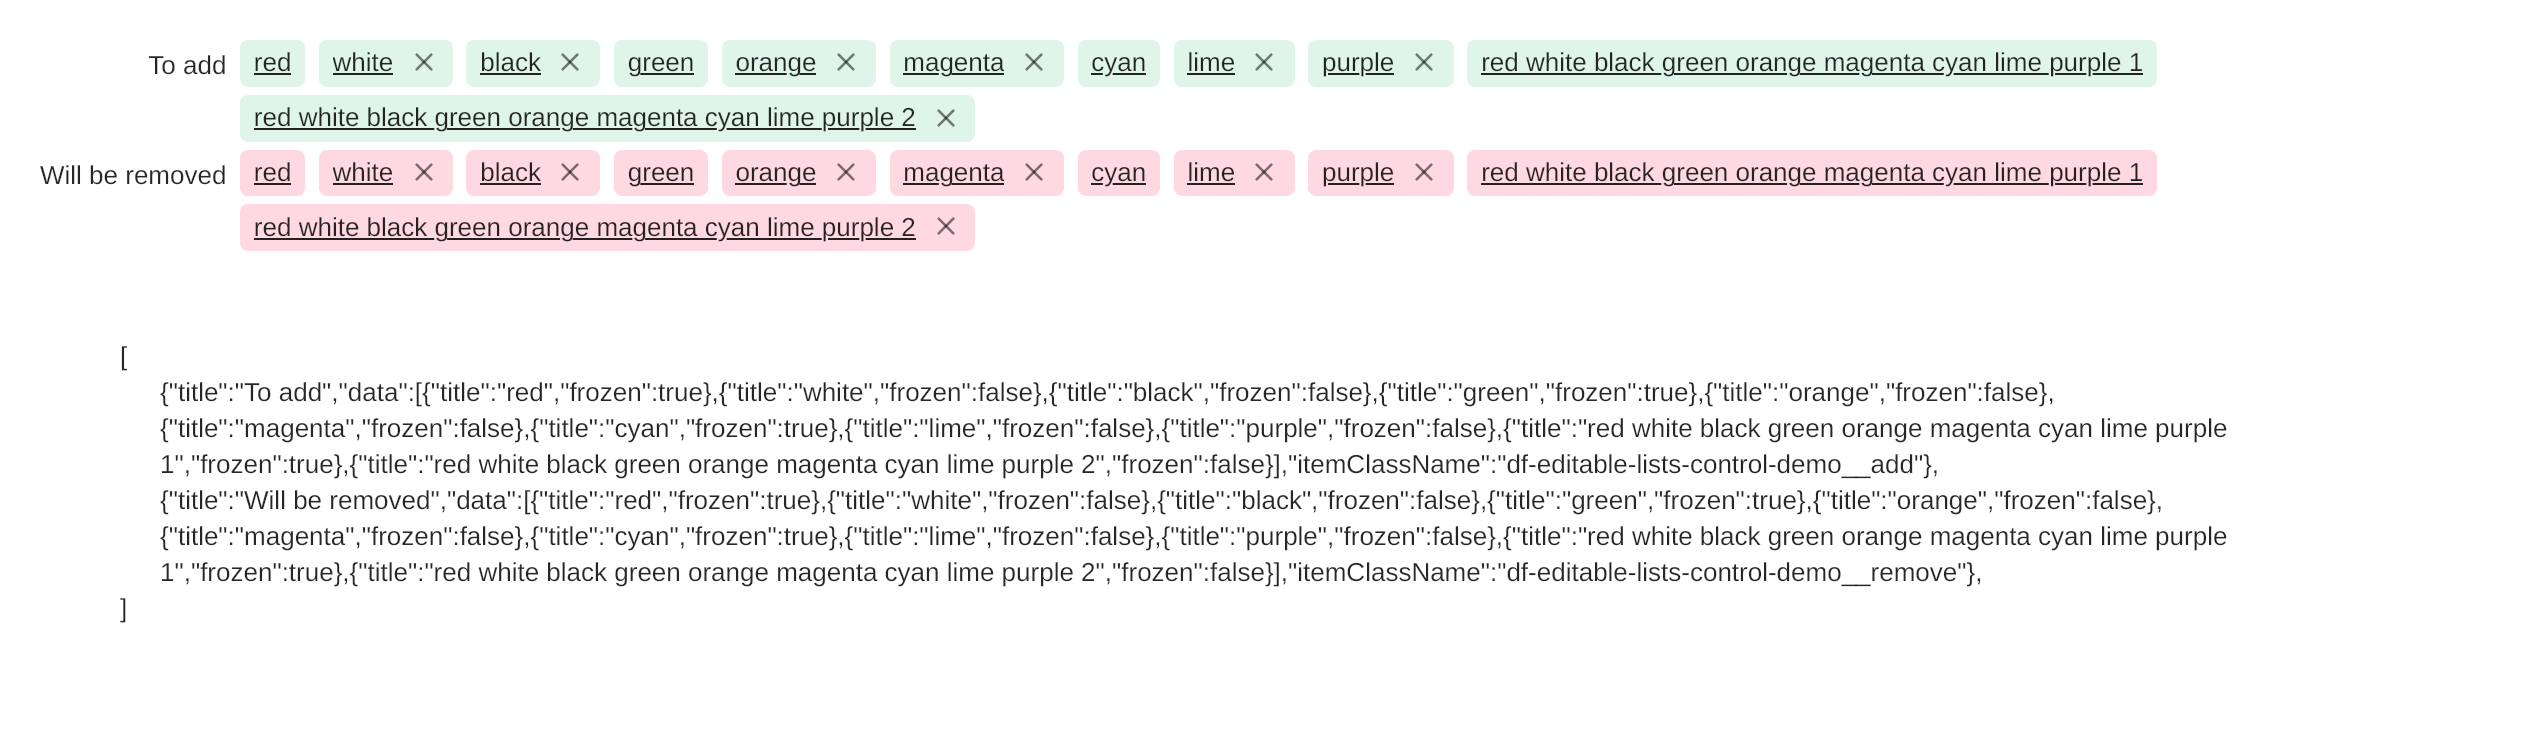 To add red white black green orange magenta cyan lime purple red white black green orange magenta cyan lime purple 1
red white black green orange magenta cyan lime purple 2
Will be removed red white black green orange magenta cyan lime purple red white black green orange magenta cyan lime purple 1
red white black green orange magenta cyan lime purple 2
[
{"title":"To add","data":[{"title":"red","frozen":true},{"title":"white","frozen":false},{"title":"black","frozen":false},{"title":"green","frozen":true},{"title":"orange","frozen":false},
{"title":"magenta","frozen":false},{"title":"cyan","frozen":true},{"title":"lime","frozen":false},{"title":"purple","frozen":false},{"title":"red white black green orange magenta cyan lime purple
1","frozen":true},{"title":"red white black green orange magenta cyan lime purple 2","frozen":false}],"itemClassName":"df-editable-lists-control-demo__add"},
{"title":"Will be removed","data":[{"title":"red","frozen":true},{"title":"white","frozen":false},{"title":"black","frozen":false},{"title":"green","frozen":true},{"title":"orange","frozen":false},
{"title":"magenta","frozen":false},{"title":"cyan","frozen":true},{"title":"lime","frozen":false},{"title":"purple","frozen":false},{"title":"red white black green orange magenta cyan lime purple
1","frozen":true},{"title":"red white black green orange magenta cyan lime purple 2","frozen":false}],"itemClassName":"df-editable-lists-control-demo__remove"},
]